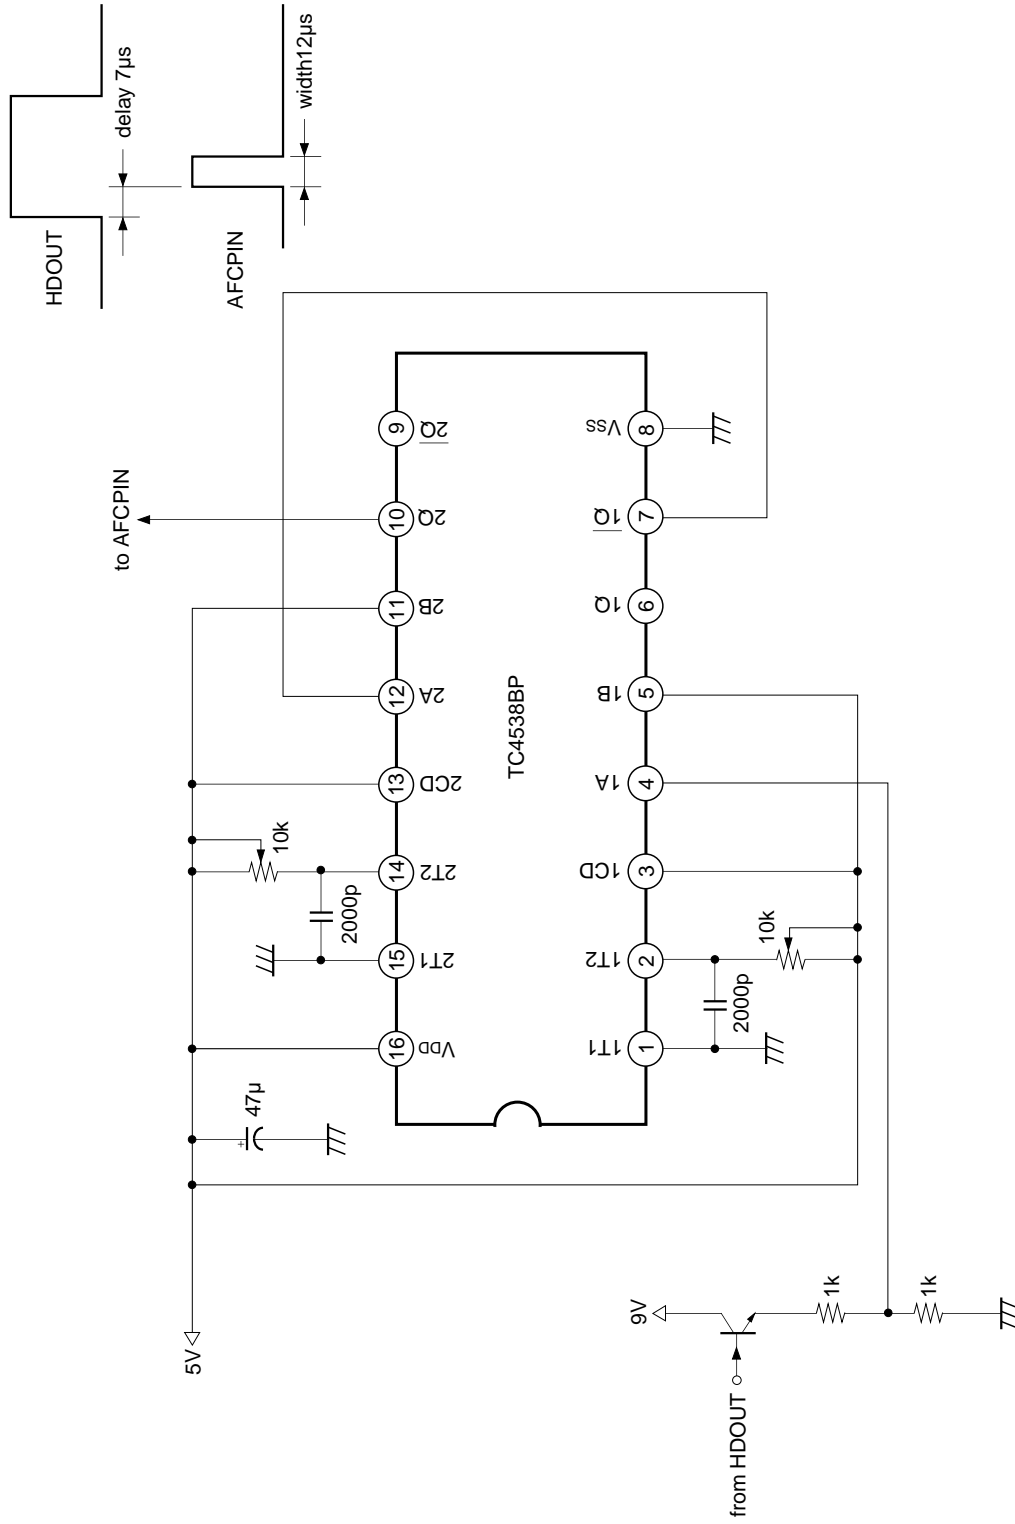 HDOUT
delay 7µs
AFCPIN
width12µs
to AFCPIN
5V
47µ
2000p
10k
16 15 14 13 12 11 10 9
VDD 2T1 2T2 2CD 2A 2B 2Q 2Q̅
TC4538BP
1T1 1T2 1CD 1A 1B 1Q 1Q̅ VSS
1 2 3 4 5 6 7 8
2000p
10k
9V
from HDOUT
1k
1k